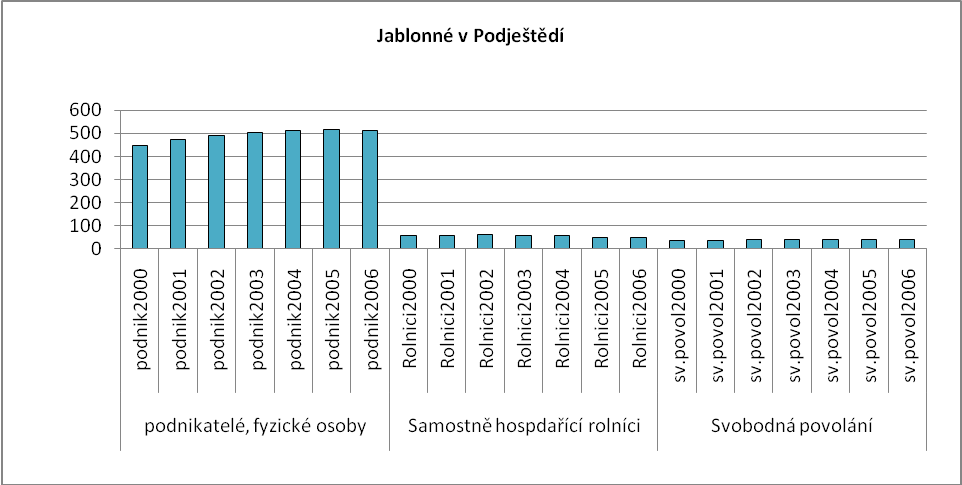 Jablonné v Podještědí
600
500
400
300
200
100
0
podnik2000
podnik2001
podnik2002
podnik2003
podnik2004
podnik2005
podnik2006
Rolnici2000
Rolnici2001
Rolnici2002
Rolnici2003
Rolnici2004
Rolnici2005
Rolnici2006
sv.povol2000
sv.povol2001
sv.povol2002
sv.povol2003
sv.povol2004
sv.povol2005
sv.povol2006
podnikatelé, fyzické osoby
Samostně hospdařící rolníci
Svobodná povolání